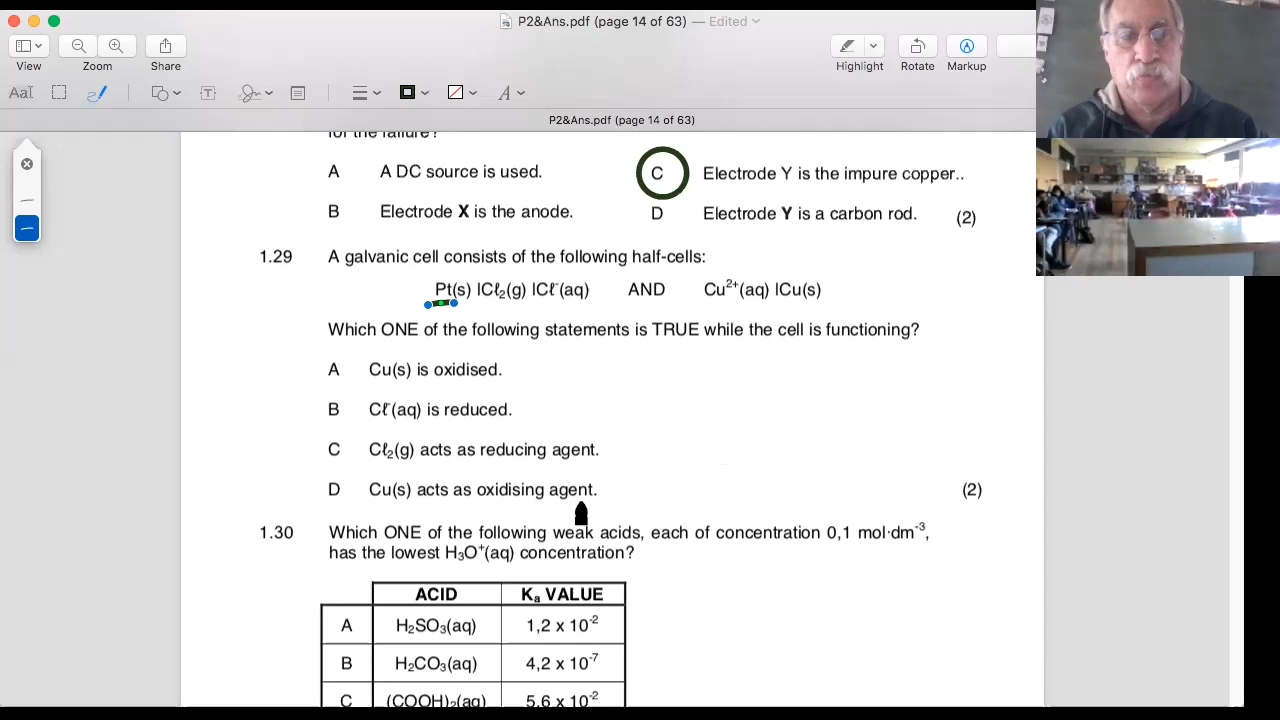 P2&Ans.pdf (page 14 of 63) — Edited
View
Zoom
Share
Highlight
Rotate
Markup
P2&Ans.pdf (page 14 of 63)
for the failure?
A A DC source is used. C Electrode Y is the impure copper..
B Electrode X is the anode. D Electrode Y is a carbon rod. (2)
1.29 A galvanic cell consists of the following half-cells:
Pt(s) |Cℓ₂(g) |Cℓ⁻(aq) AND Cu²⁺(aq) |Cu(s)
Which ONE of the following statements is TRUE while the cell is functioning?
A Cu(s) is oxidised.
B Cℓ⁻(aq) is reduced.
C Cℓ₂(g) acts as reducing agent.
D Cu(s) acts as oxidising agent. (2)
1.30 Which ONE of the following weak acids, each of concentration 0,1 mol·dm⁻³,
has the lowest H₃O⁺(aq) concentration?
ACID Kₐ VALUE
A H₂SO₃(aq) 1,2 x 10⁻²
B H₂CO₃(aq) 4,2 x 10⁻⁷
C (COOH)₂(aq) 5,6 x 10⁻²